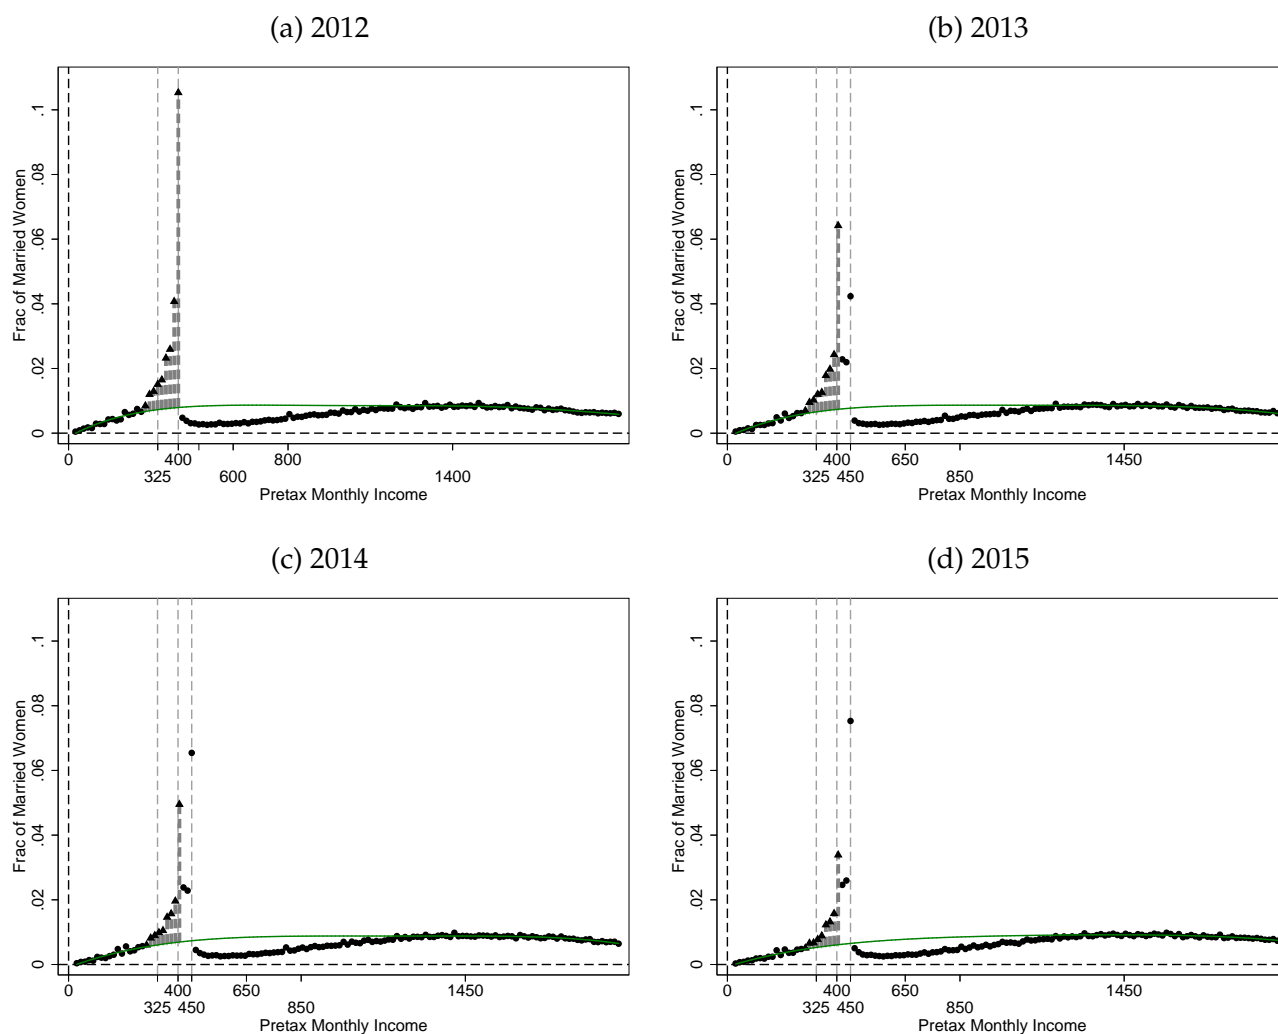 (a) 2012
Frac of Married Women
.1
.08
.06
.04
.02
0
0 400 800 1400
325 600
Pretax Monthly Income
(b) 2013
Frac of Married Women
.1
.08
.06
.04
.02
0
0 400 650 1450
325 450 850
Pretax Monthly Income
(c) 2014
Frac of Married Women
.1
.08
.06
.04
.02
0
0 400 650 1450
325 450 850
Pretax Monthly Income
(d) 2015
Frac of Married Women
.1
.08
.06
.04
.02
0
0 400 650 1450
325 450 850
Pretax Monthly Income